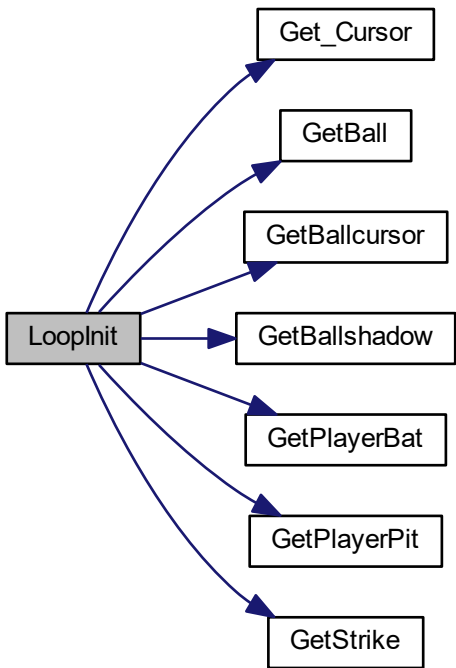 Get_Cursor
GetBall
GetBallcursor
LoopInit
GetBallshadow
GetPlayerBat
GetPlayerPit
GetStrike